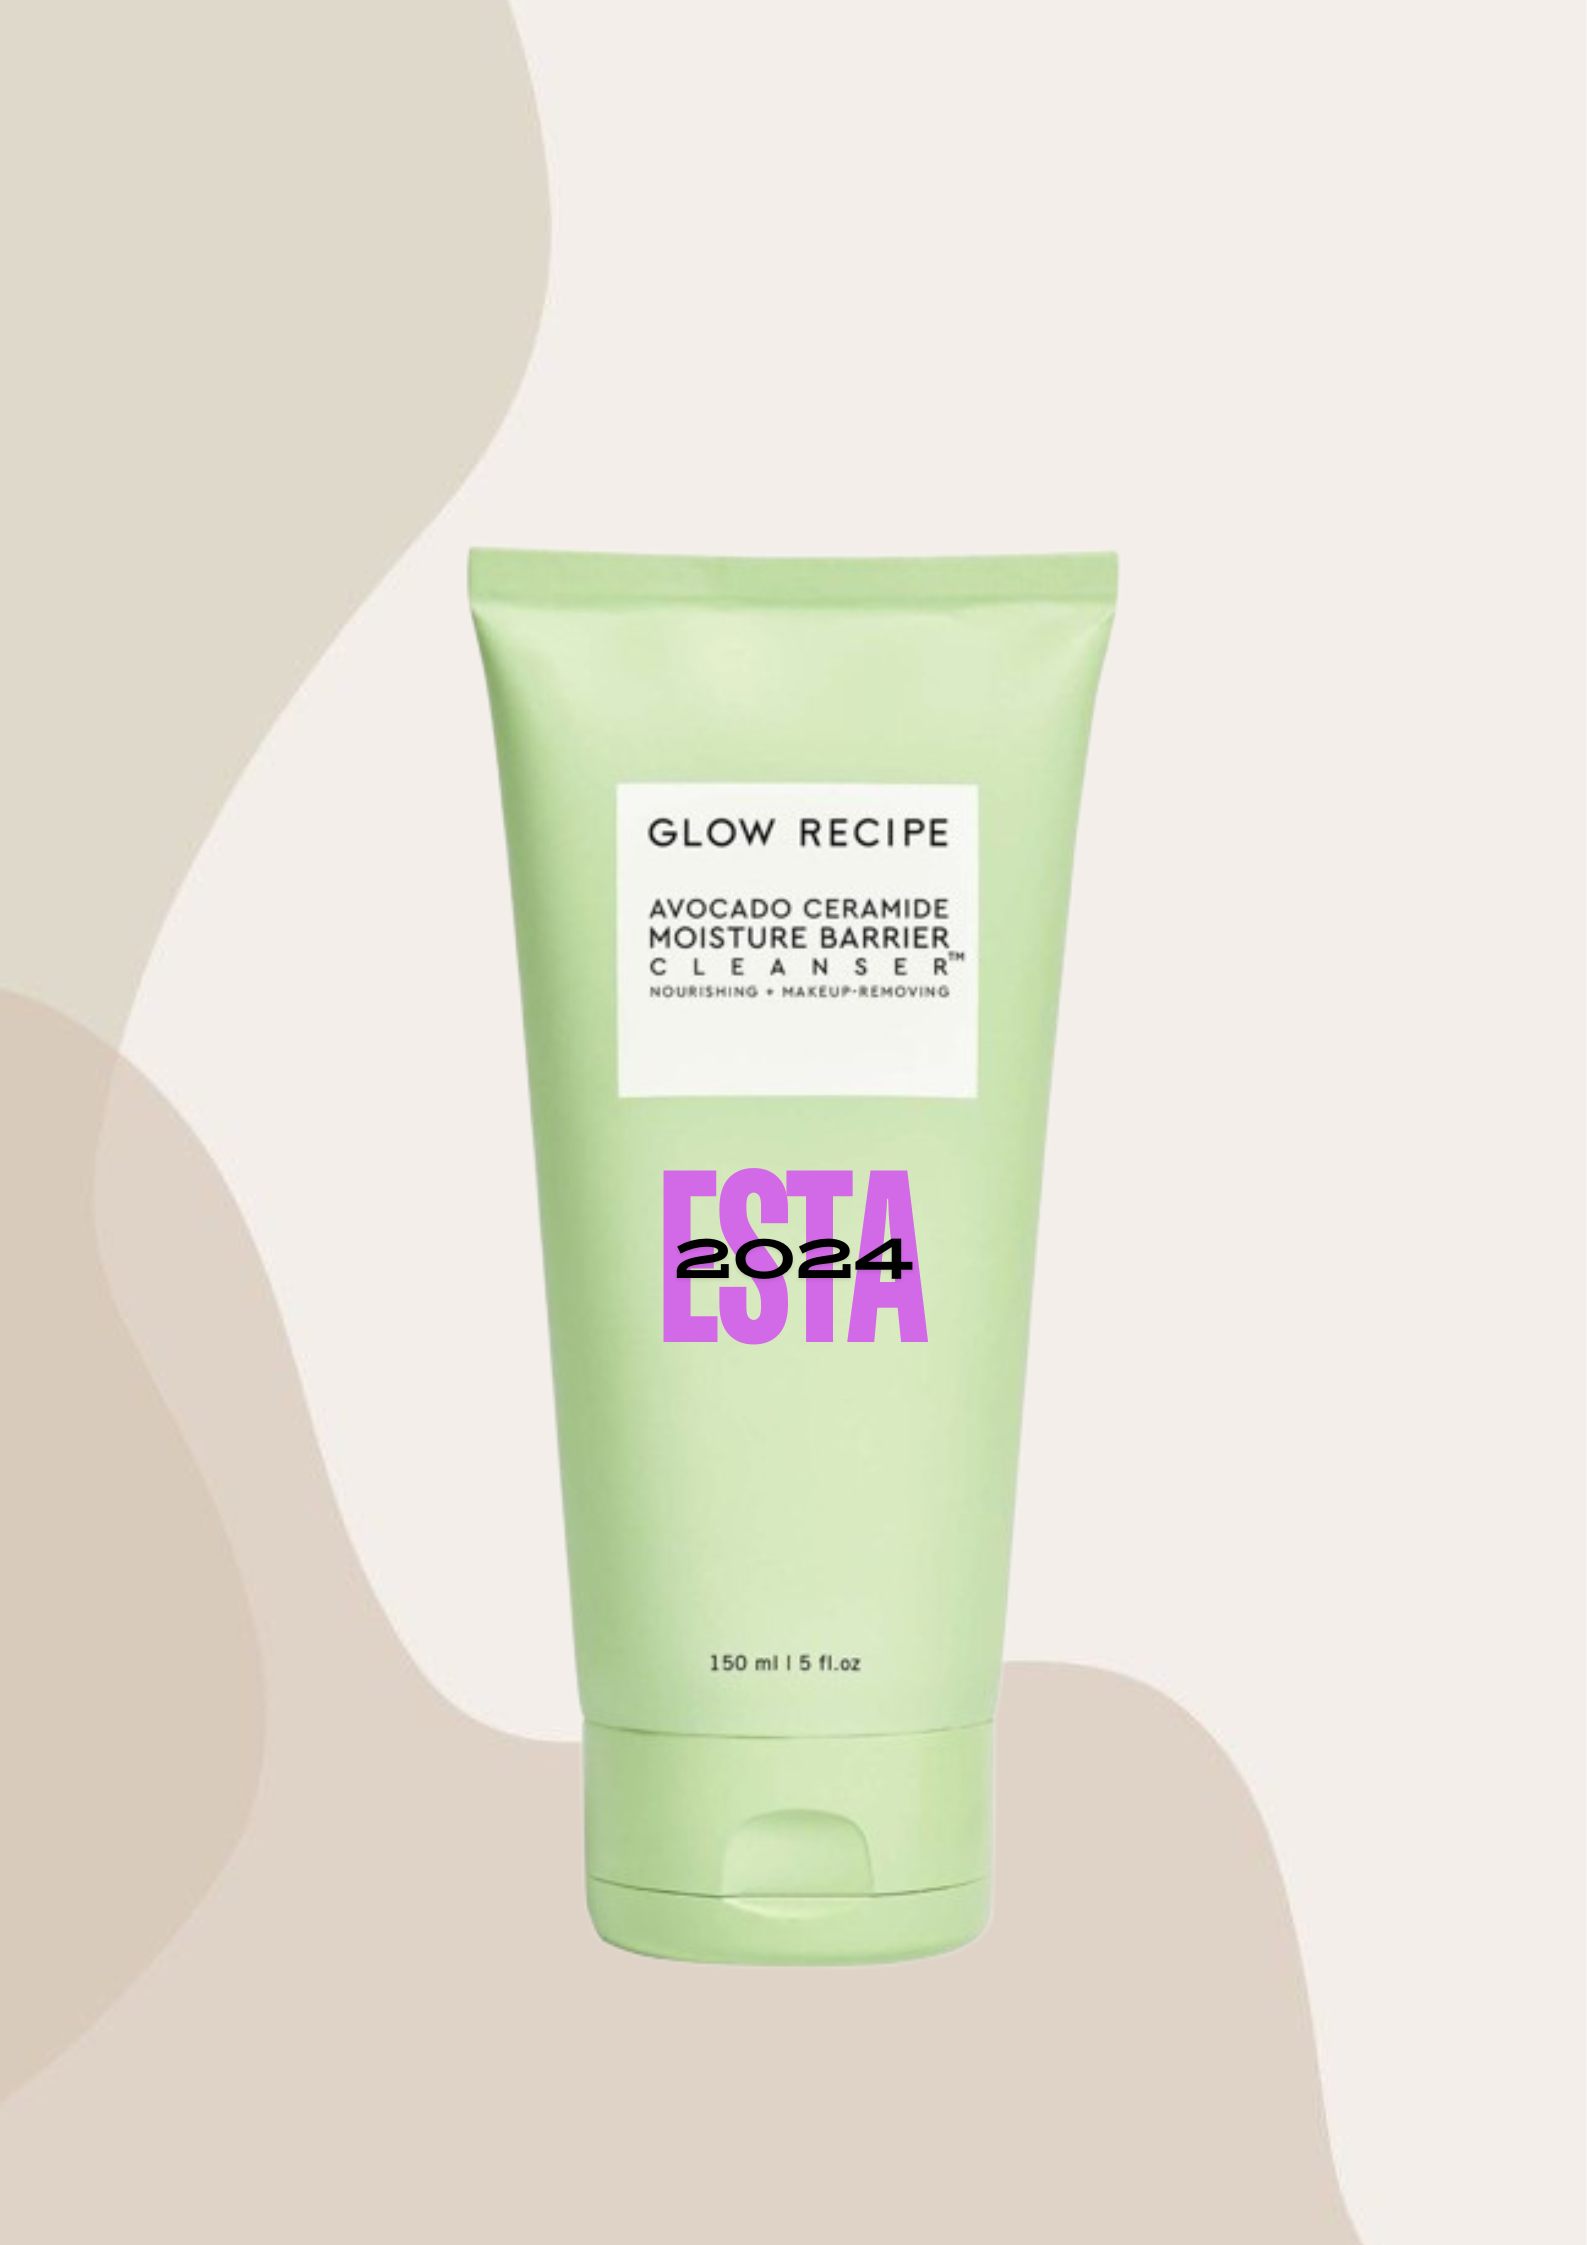 GLOW RECIPE
AVOCADO CERAMIDE
MOISTURE BARRIER
CLEANSER™
NOURISHING + MAKEUP-REMOVING
ESTA
2024
150 ml | 5 fl.oz